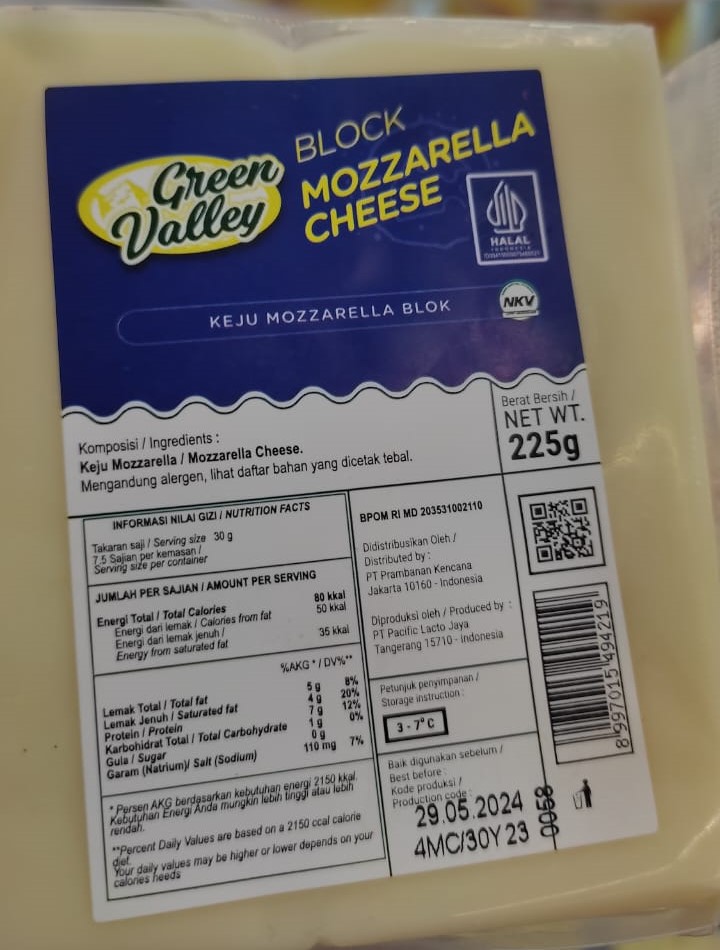 Green
Valley
BLOCK
MOZZARELLA
CHEESE
HALAL
INDONESIA
KEJU MOZZARELLA BLOK
NKV
Komposisi / Ingredients :
Keju Mozzarella / Mozzarella Cheese.
Mengandung alergen, lihat daftar bahan yang dicetak tebal.
Berat Bersih /
NET WT.
225g
INFORMASI NILAI GIZI / NUTRITION FACTS
Takaran saji / Serving size 30 g
7.5 Sajian per kemasan /
Serving size per container
JUMLAH PER SAJIAN / AMOUNT PER SERVING
Energi Total / Total Calories 80 kkal
Energi dari lemak / Calories from fat 50 kkal
Energi dari lemak jenuh /
Energy from saturated fat 35 kkal
%AKG * / DV%**
Lemak Total / Total fat 5 g 8%
Lemak Jenuh / Saturated fat 4 g 20%
Protein / Protein 7 g 12%
Karbohidrat Total / Total Carbohydrate 1 g 0%
Gula / Sugar 0 g
Garam (Natrium)/ Salt (Sodium) 110 mg 7%
* Persen AKG berdasarkan kebutuhan energi 2150 kkal.
Kebutuhan Energi Anda mungkin lebih tinggi atau lebih
rendah.
**Percent Daily Values are based on a 2150 ccal calorie
diet.
Your daily values may be higher or lower depends on your
calories needs
BPOM RI MD 203531002110
Didistribusikan Oleh /
Distributed by :
PT Prambanan Kencana
Jakarta 10160 - Indonesia
Diproduksi oleh / Produced by :
PT Pacific Lacto Jaya
Tangerang 15710 - Indonesia
Petunjuk penyimpanan /
Storage instruction :
3 - 7°C
Baik digunakan sebelum /
Best before :
Kode produksi /
Production code :
29.05.2024
4MC/30Y 23
0058
8 997015 494219